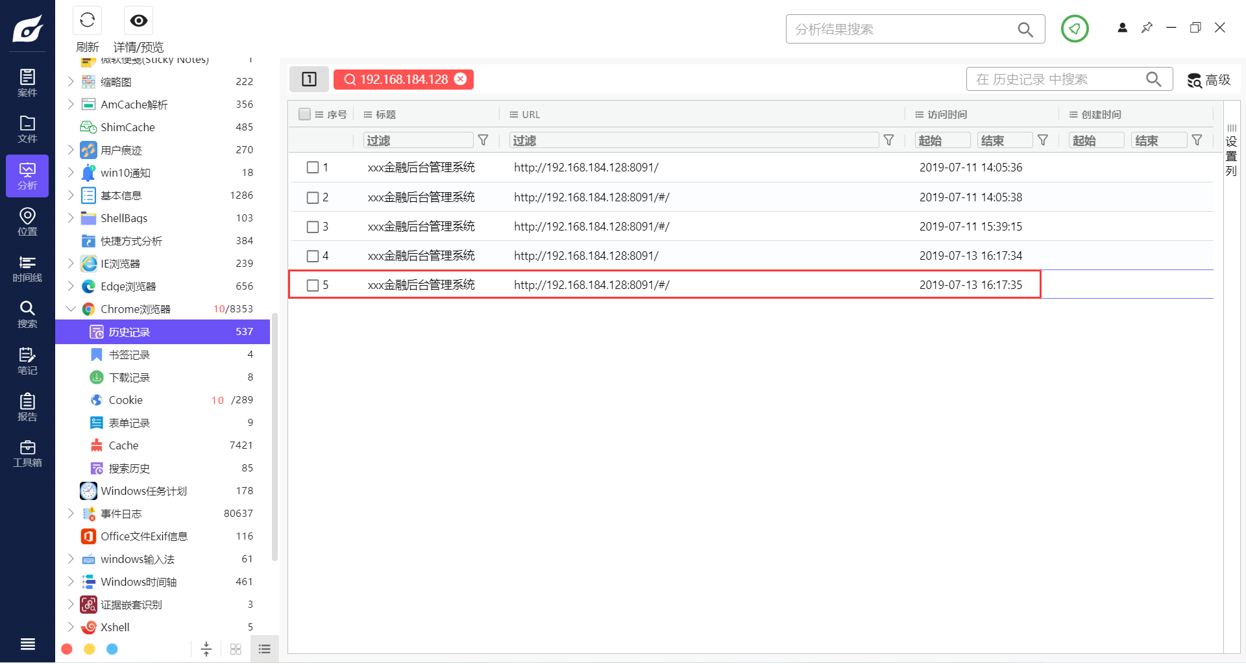 刷新 详情/预览
分析结果搜索
案件
文件
分析
位置
时间线
搜索
笔记
报告
工具箱
微软便笺(Sticky Notes) 1
缩略图 222
AmCache解析 356
ShimCache 485
用户痕迹 270
win10通知 18
基本信息 1286
ShellBags 103
快捷方式分析 384
IE浏览器 239
Edge浏览器 656
Chrome浏览器 10/8353
历史记录 537
书签记录 4
下载记录 8
Cookie 10 /289
表单记录 9
Cache 7421
搜索历史 85
Windows任务计划 178
事件日志 80637
Office文件Exif信息 116
windows输入法 61
Windows时间轴 461
证据嵌套识别 3
Xshell 5
1 192.168.184.128 在 历史记录 中搜索 高级
序号 标题 URL 访问时间 创建时间
过滤 过滤 起始 结束 起始 结束
1 xxx金融后台管理系统 http://192.168.184.128:8091/ 2019-07-11 14:05:36
2 xxx金融后台管理系统 http://192.168.184.128:8091/#/ 2019-07-11 14:05:38
3 xxx金融后台管理系统 http://192.168.184.128:8091/#/ 2019-07-11 15:39:15
4 xxx金融后台管理系统 http://192.168.184.128:8091/ 2019-07-13 16:17:34
5 xxx金融后台管理系统 http://192.168.184.128:8091/#/ 2019-07-13 16:17:35
设置列